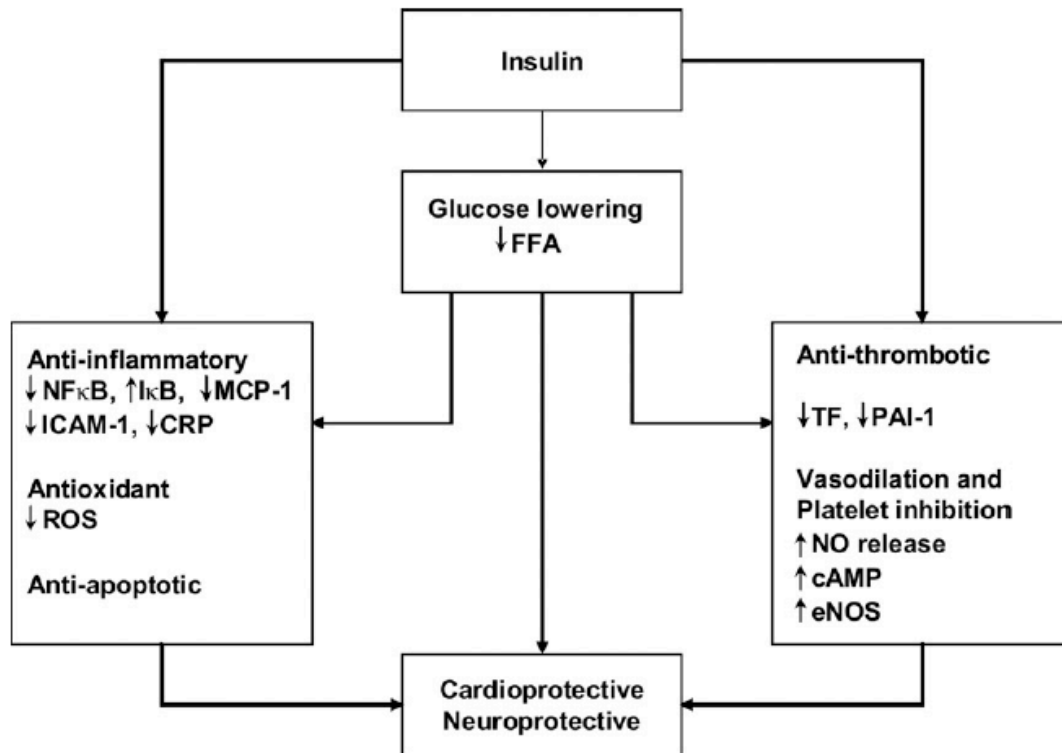 Insulin
Glucose lowering
↓FFA
Anti-inflammatory
↓NFκB, ↑IκB, ↓MCP-1
↓ICAM-1, ↓CRP
Antioxidant
↓ROS
Anti-apoptotic
Anti-thrombotic
↓TF, ↓PAI-1
Vasodilation and
Platelet inhibition
↑NO release
↑cAMP
↑eNOS
Cardioprotective
Neuroprotective